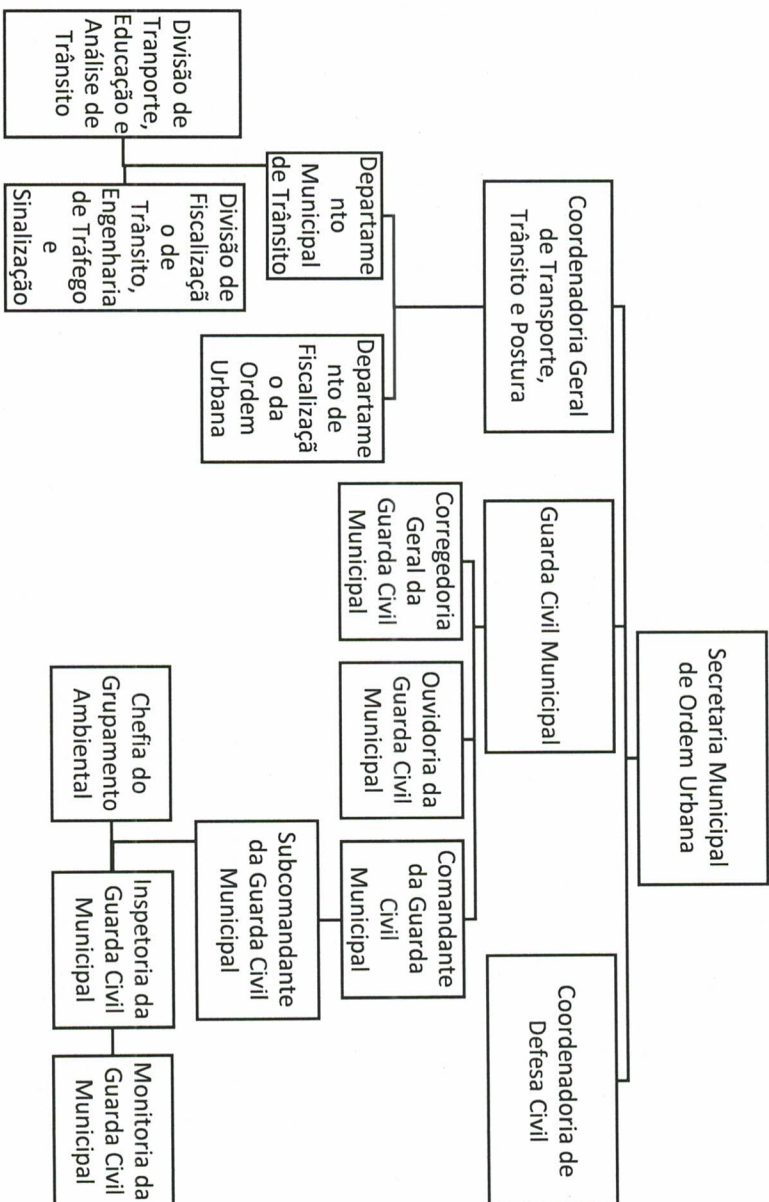 Secretaria Municipal
de Ordem Urbana
Coordenadoria Geral
de Transporte,
Trânsito e Postura
Guarda Civil Municipal
Coordenadoria de
Defesa Civil
Departame
nto
Municipal
de Trânsito
Departame
nto de
Fiscalizaçã
o da
Ordem
Urbana
Corregedoria
Geral da
Guarda Civil
Municipal
Ouvidoria da
Guarda Civil
Municipal
Comandante
da Guarda
Civil
Municipal
Divisão de
Tranporte,
Educação e
Análise de
Trânsito
Divisão de
Fiscalizaçã
o de
Trânsito,
Engenharia
de Tráfego
e
Sinalização
Subcomandante
da Guarda Civil
Municipal
Chefia do
Grupamento
Ambiental
Inspetoria da
Guarda Civil
Municipal
Monitoria da
Guarda Civil
Municipal